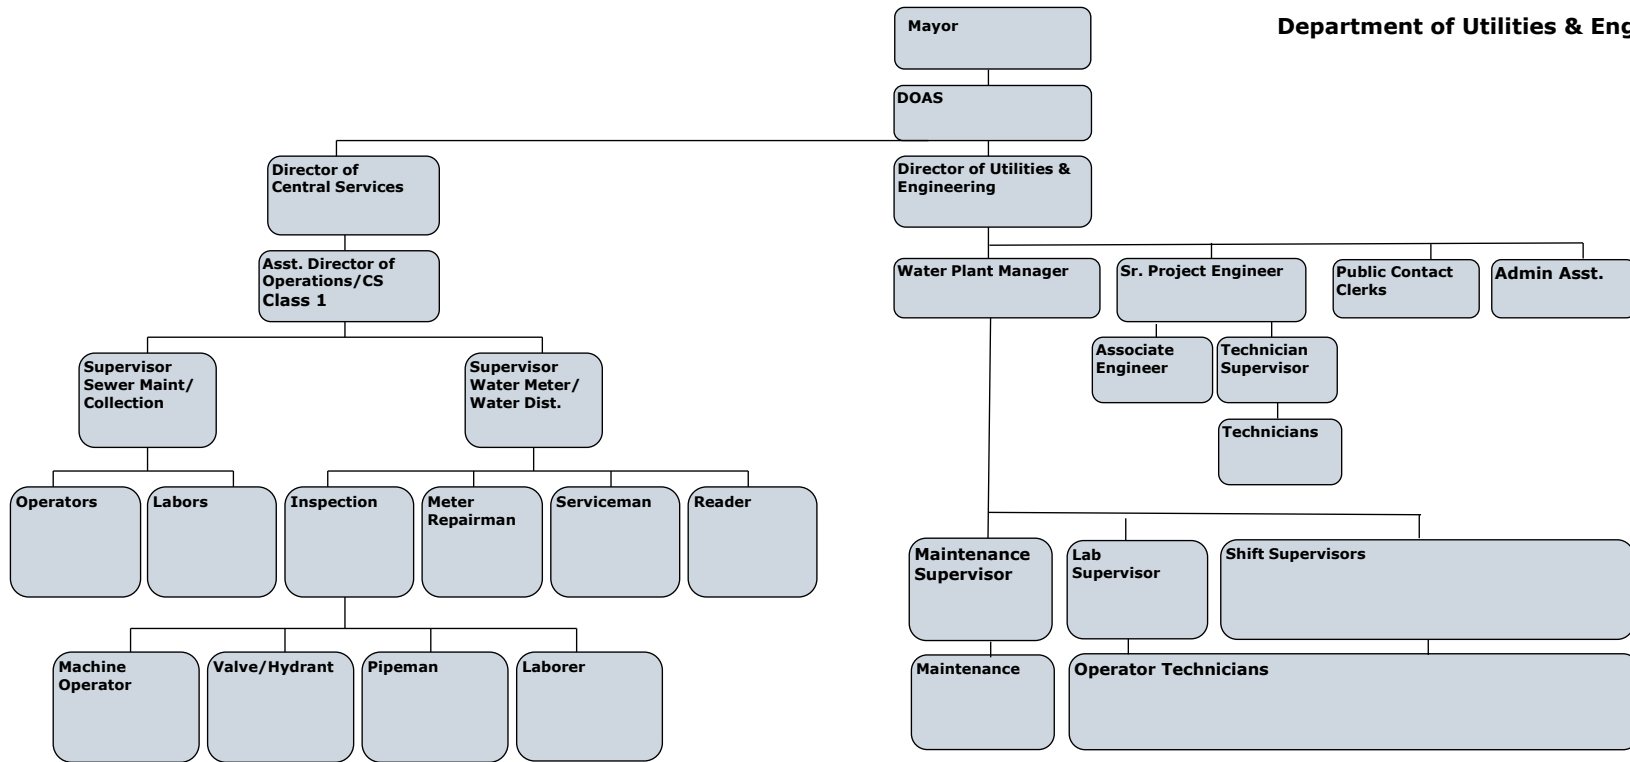 Mayor
Department of Utilities & Eng
DOAS
Director of
Central Services
Director of Utilities &
Engineering
Asst. Director of
Operations/CS
Class 1
Water Plant Manager
Sr. Project Engineer
Public Contact
Clerks
Admin Asst.
Supervisor
Sewer Maint/
Collection
Supervisor
Water Meter/
Water Dist.
Associate
Engineer
Technician
Supervisor
Technicians
Operators
Labors
Inspection
Meter
Repairman
Serviceman
Reader
Maintenance
Supervisor
Lab
Supervisor
Shift Supervisors
Machine
Operator
Valve/Hydrant
Pipeman
Laborer
Maintenance
Operator Technicians